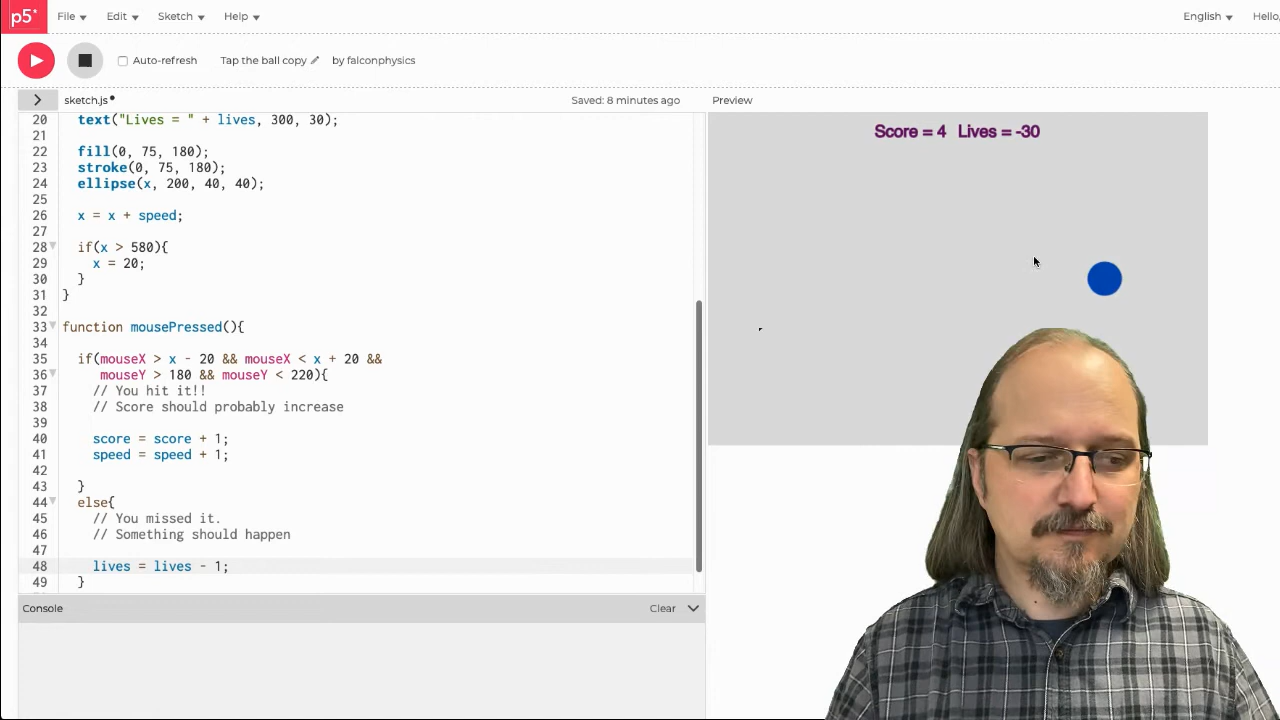 p5*
File Edit Sketch Help English Hello,
Auto-refresh Tap the ball copy by falconphysics
sketch.js Saved: 8 minutes ago Preview
20 text("Lives = " + lives, 300, 30);
21
22 fill(0, 75, 180);
23 stroke(0, 75, 180);
24 ellipse(x, 200, 40, 40);
25
26 x = x + speed;
27
28 if(x > 580){
29 x = 20;
30 }
31 }
32
33 function mousePressed(){
34
35 if(mouseX > x - 20 && mouseX < x + 20 &&
36 mouseY > 180 && mouseY < 220){
37 // You hit it!!
38 // Score should probably increase
39
40 score = score + 1;
41 speed = speed + 1;
42
43 }
44 else{
45 // You missed it.
46 // Something should happen
47
48 lives = lives - 1;
49 }
Console Clear
Score = 4 Lives = -30